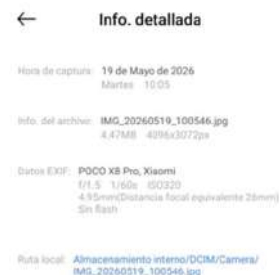 Info. detallada
Hora de captura: 19 de Mayo de 2026
Martes 10:05
Info. del archivo: IMG_20260519_100546.jpg
4,47MB 4096x3072px
Datos EXIF: POCO X8 Pro, Xiaomi
f/1.5 1/60s ISO320
4.95mm(Distancia focal equivalente 26mm)
Sin flash
Ruta local: Almacenamiento interno/DCIM/Camera/
IMG_20260519_100546.jpg